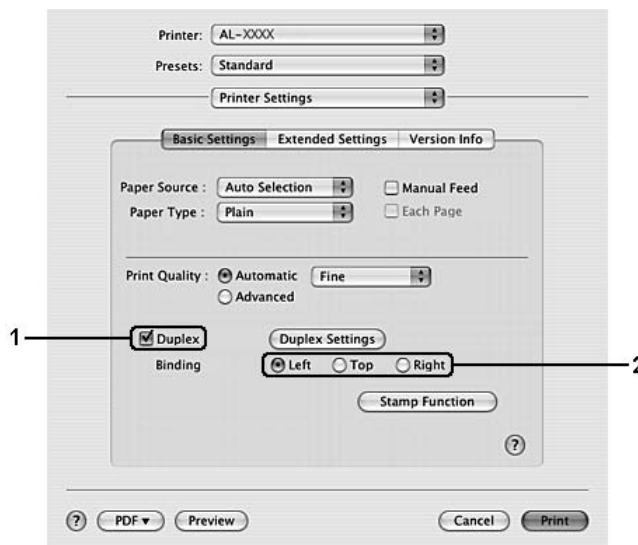 Printer: AL-XXXX
Presets: Standard
Printer Settings
Basic Settings Extended Settings Version Info
Paper Source : Auto Selection Manual Feed
Paper Type : Plain Each Page
Print Quality : Automatic Fine
Advanced
1 Duplex Duplex Settings
Binding Left Top Right 2
Stamp Function
?
? PDF ▾ Preview Cancel Print